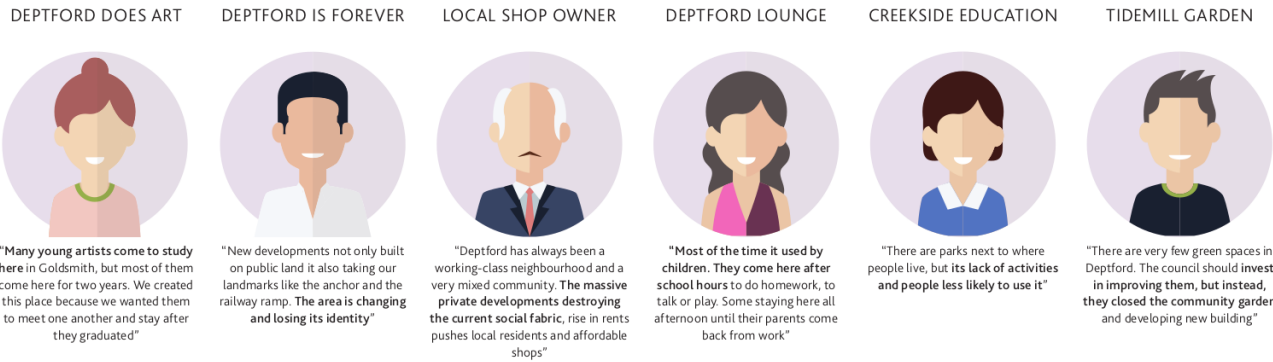 DEPTFORD DOES ART
"Many young artists come to study
here in Goldsmith, but most of them
come here for two years. We created
this place because we wanted them
to meet one another and stay after
they graduated"
DEPTFORD IS FOREVER
"New developments not only built
on public land it also taking our
landmarks like the anchor and the
railway ramp. The area is changing
and losing its identity"
LOCAL SHOP OWNER
"Deptford has always been a
working-class neighbourhood and a
very mixed community. The massive
private developments destroying
the current social fabric, rise in rents
pushes local residents and affordable
shops"
DEPTFORD LOUNGE
"Most of the time it used by
children. They come here after
school hours to do homework, to
talk or play. Some staying here all
afternoon until their parents come
back from work"
CREEKSIDE EDUCATION
"There are parks next to where
people live, but its lack of activities
and people less likely to use it"
TIDEMILL GARDEN
"There are very few green spaces in
Deptford. The council should invest
in improving them, but instead,
they closed the community garden
and developing new building"